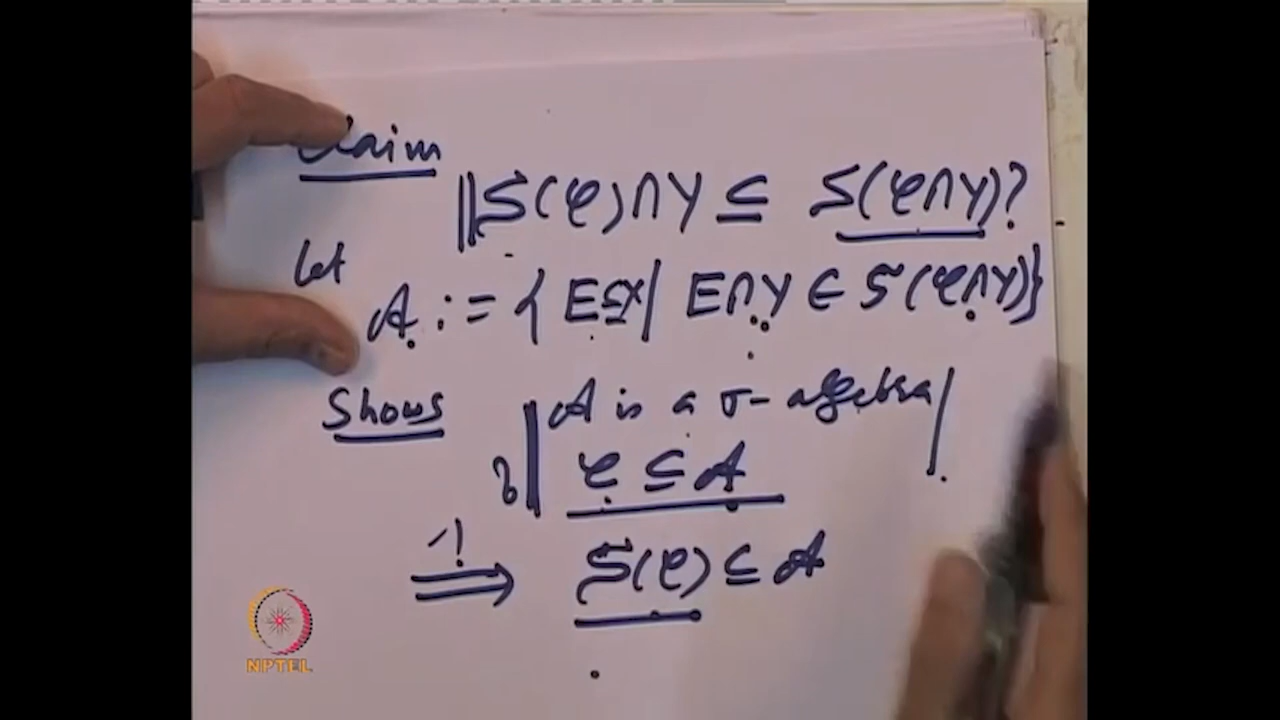 Claim
S(𝒞)∩Y ⊆ S(𝒞∩Y)?
Let
𝒜 := { E⊆X | E∩Y ∈ S(𝒞∩Y)}
Shows 𝒜 is a σ-algebra
𝒞 ⊆ 𝒜
⟹ S(𝒞) ⊆ 𝒜
NPTEL